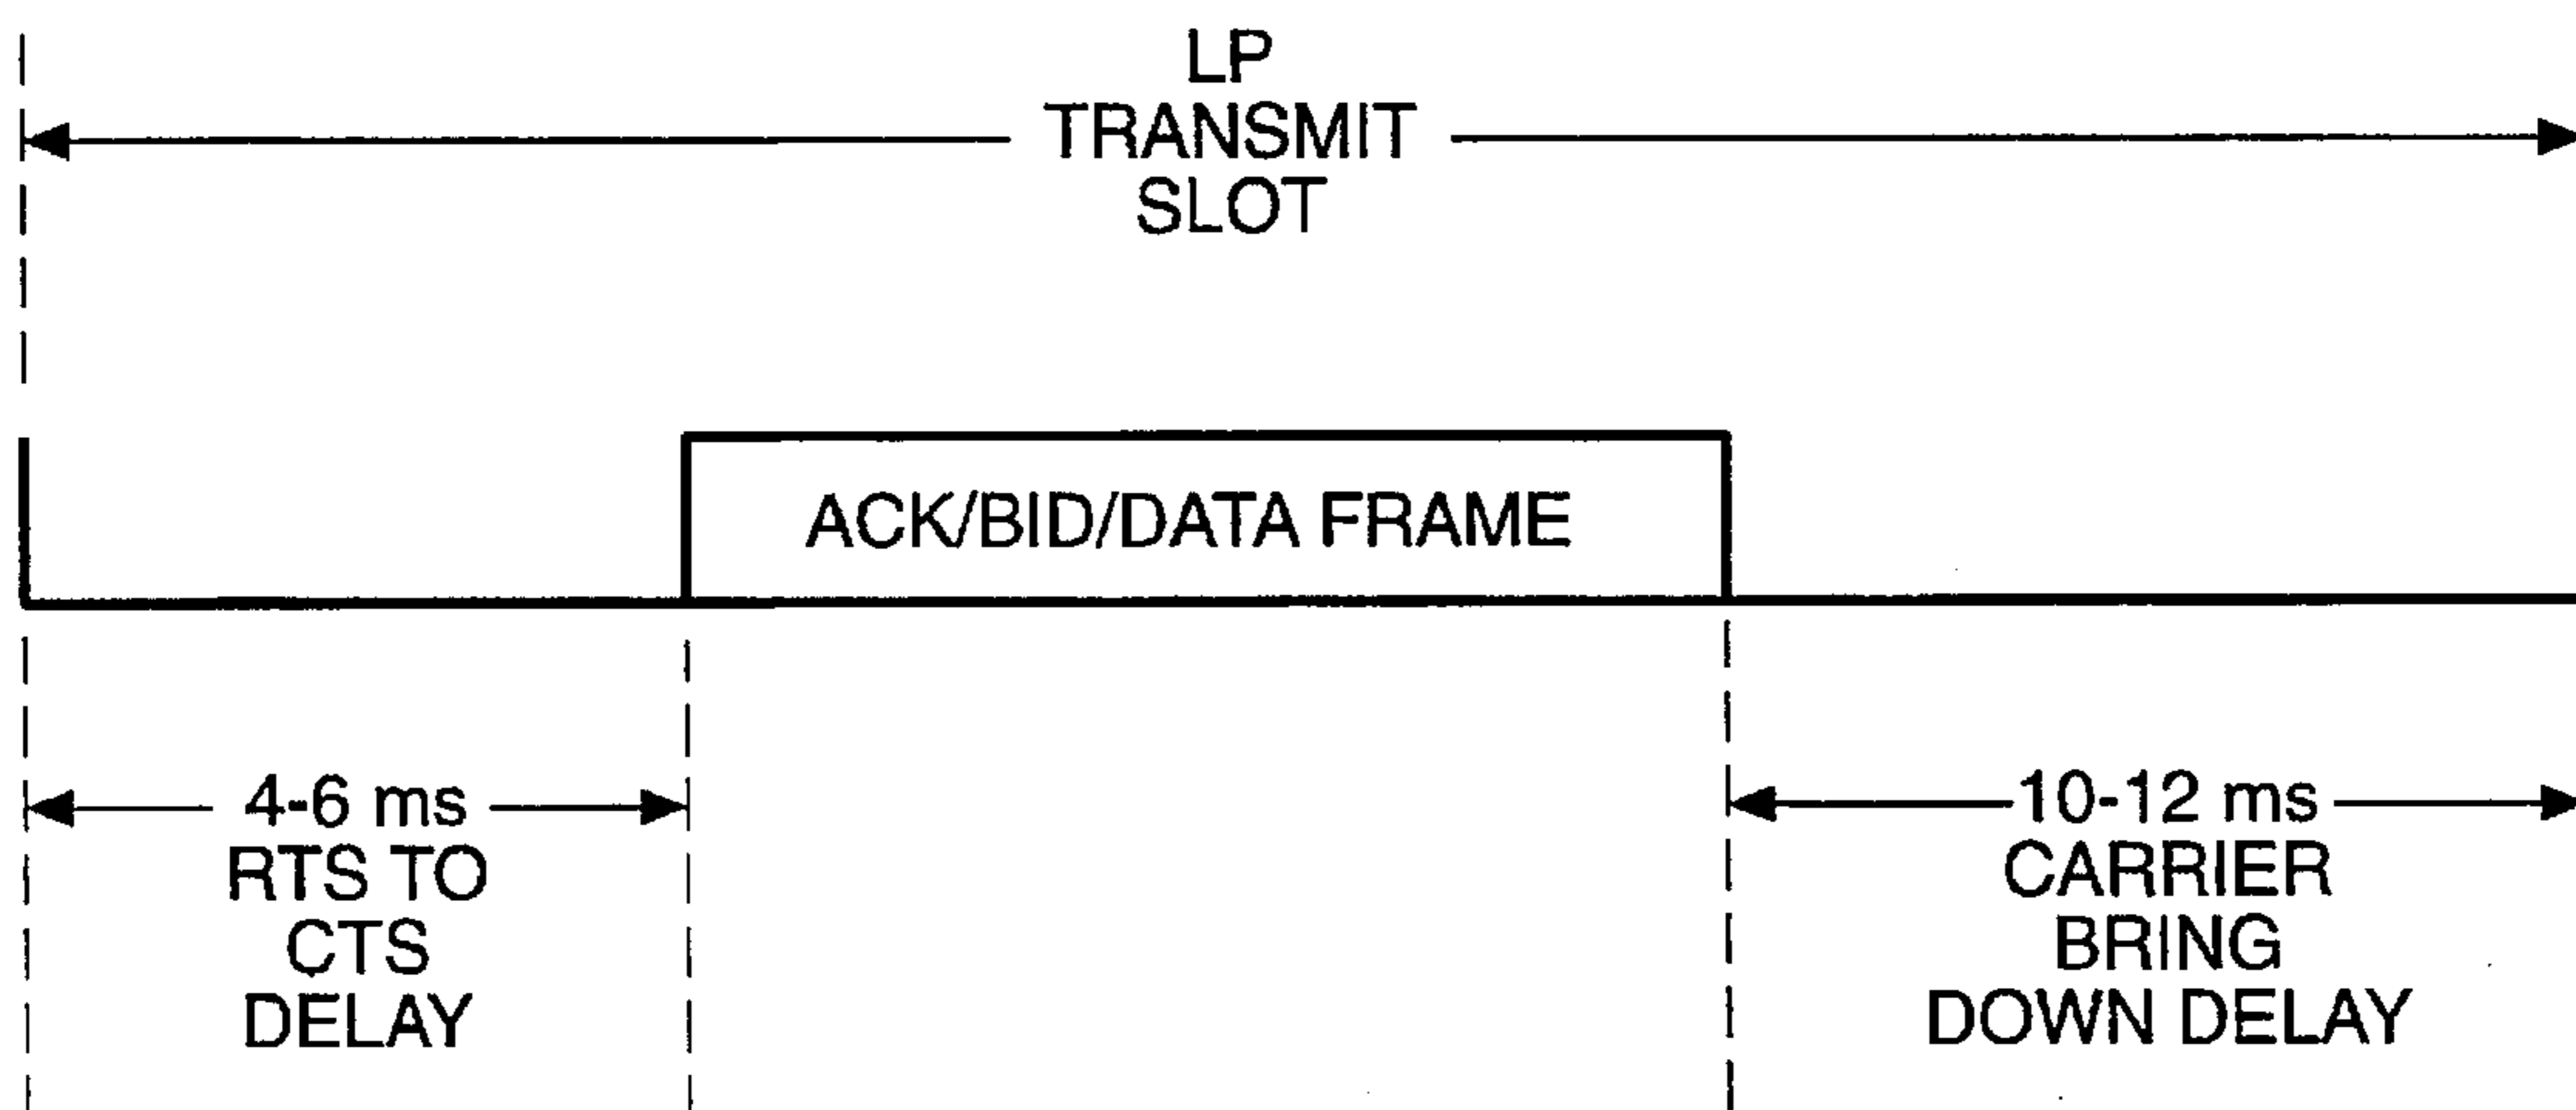 LP
TRANSMIT
SLOT
ACK/BID/DATA FRAME
4-6 ms
RTS TO
CTS
DELAY
10-12 ms
CARRIER
BRING
DOWN DELAY